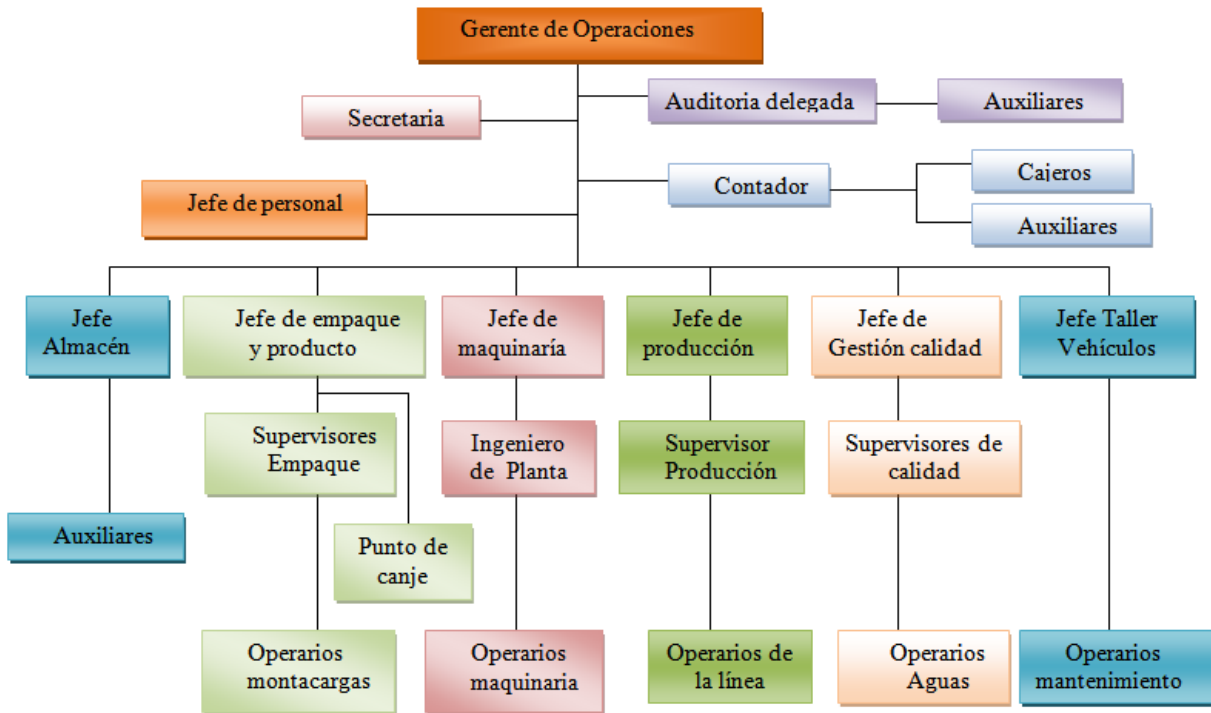 Gerente de Operaciones
Auditoria delegada
Auxiliares
Secretaria
Contador
Cajeros
Jefe de personal
Auxiliares
Jefe
Almacén
Jefe de empaque
y producto
Jefe de
maquinaría
Jefe de
producción
Jefe de
Gestión calidad
Jefe Taller
Vehículos
Supervisores
Empaque
Ingeniero
de Planta
Supervisor
Producción
Supervisores de
calidad
Auxiliares
Punto de
canje
Operarios
montacargas
Operarios
maquinaria
Operarios de
la línea
Operarios
Aguas
Operarios
mantenimiento